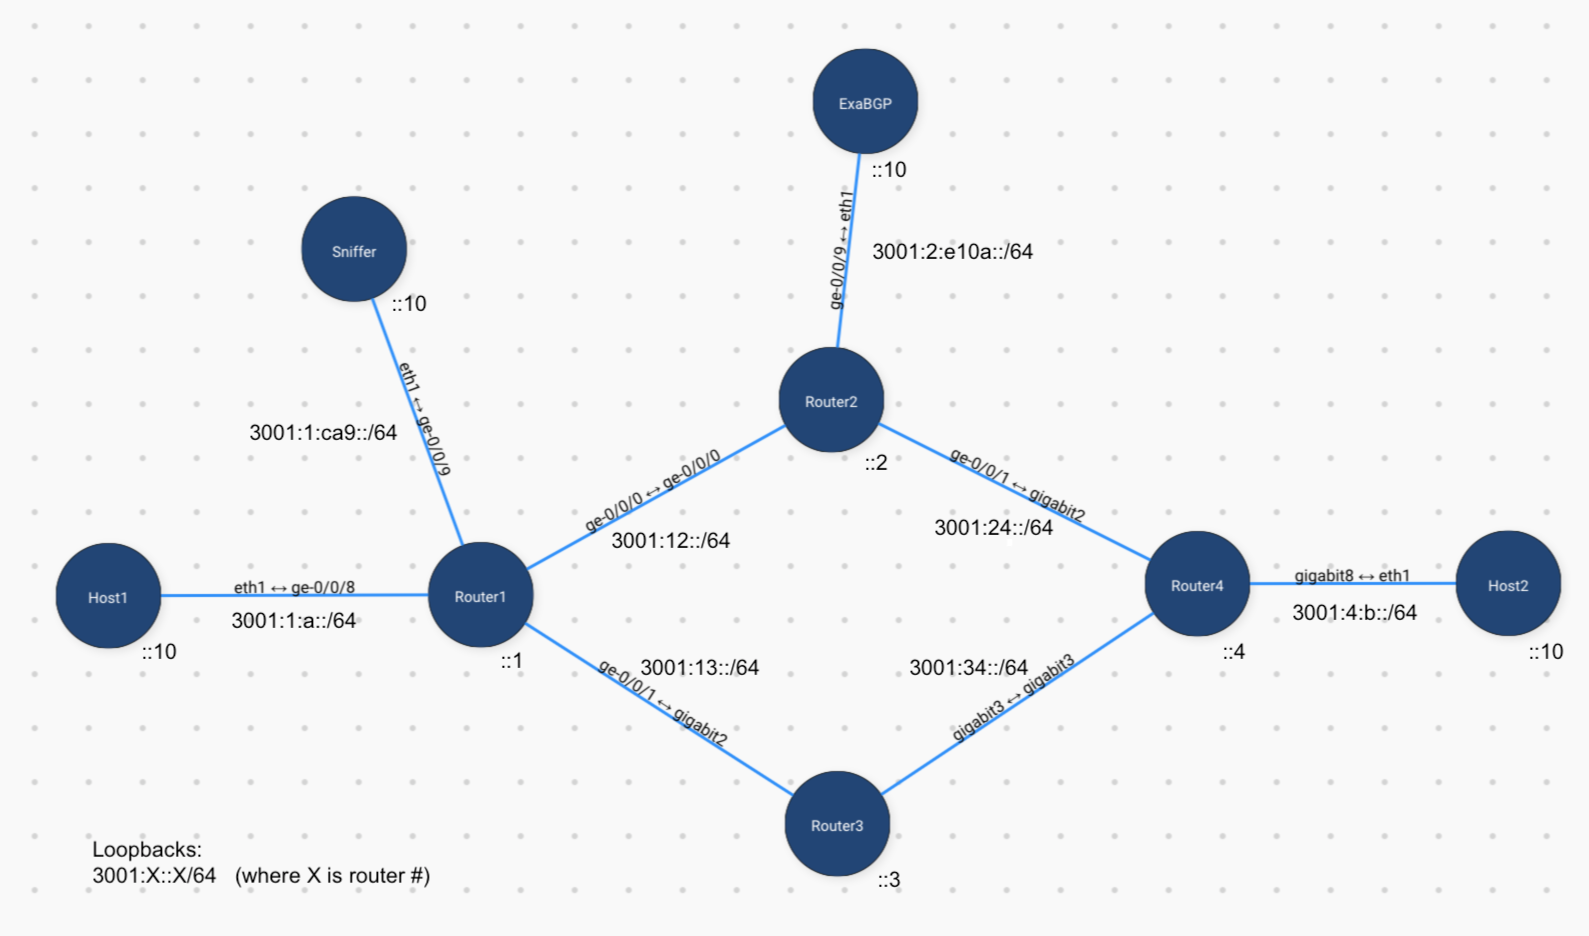 ExaBGP
::10
ge-0/0/9 ↔ eth1
3001:2:e10a::/64
Sniffer
::10
eth1 ↔ ge-0/0/9
3001:1:ca9::/64
Router2
::2
ge-0/0/0 ↔ ge-0/0/0
3001:12::/64
ge-0/0/1 ↔ gigabit2
3001:24::/64
Host1
::10
eth1 ↔ ge-0/0/8
3001:1:a::/64
Router1
::1
Router4
::4
gigabit8 ↔ eth1
3001:4:b::/64
Host2
::10
ge-0/0/1 ↔ gigabit2
3001:13::/64
3001:34::/64
gigabit3 ↔ gigabit3
Router3
::3
Loopbacks:
3001:X::X/64 (where X is router #)